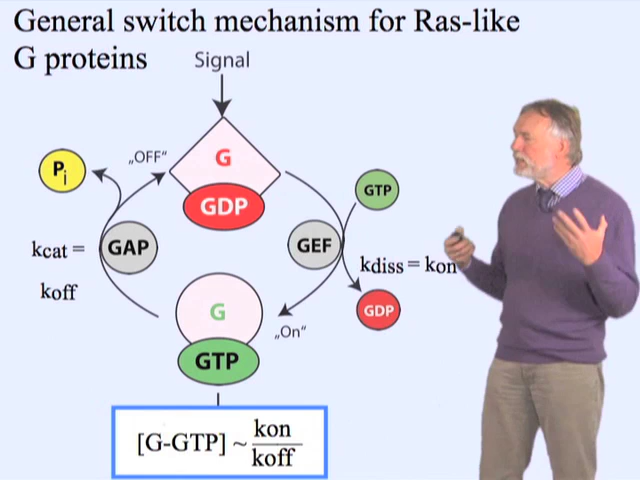 General switch mechanism for Ras-like
G proteins
Signal
„OFF“
G
GDP
Pi
GTP
kcat =
GAP
GEF
kdiss = kon
koff
G
GDP
„On“
GTP
[G-GTP] ~ kon
koff